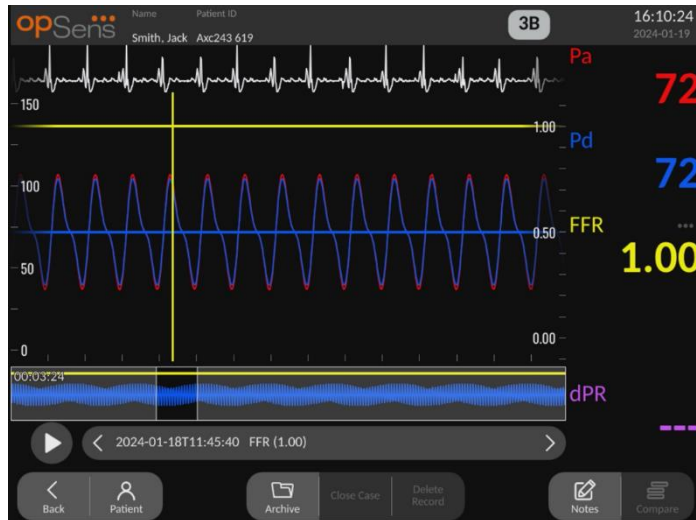 opSens
Name Patient ID
Smith, Jack Axc243 619
3B
16:10:24
2024-01-19
Pa
72
150
1.00
Pd
72
100
0.50
FFR
1.00
50
0.00
0
00:03:24
dPR
---
2024-01-18T11:45:40 FFR (1.00)
Back
Patient
Archive
Close Case
Delete
Record
Notes
Compare